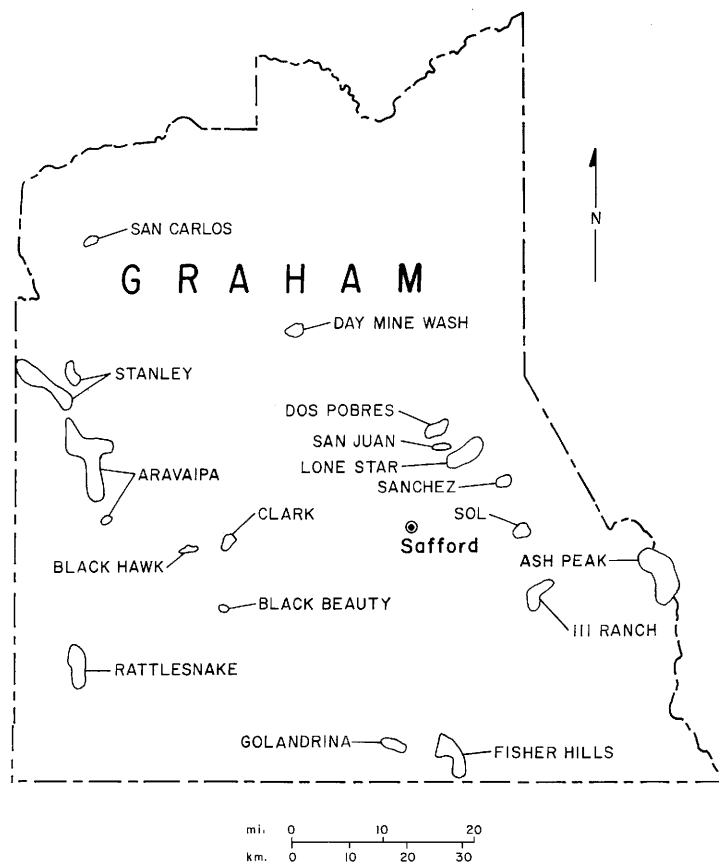 N
SAN CARLOS
GRAHAM
DAY MINE WASH
STANLEY
DOS POBRES
SAN JUAN
LONE STAR
ARAVAIPA
SANCHEZ
CLARK
SOL
Safford
BLACK HAWK
ASH PEAK
BLACK BEAUTY
III RANCH
RATTLESNAKE
GOLANDRINA
FISHER HILLS
mi. 0 10 20
km. 0 10 20 30